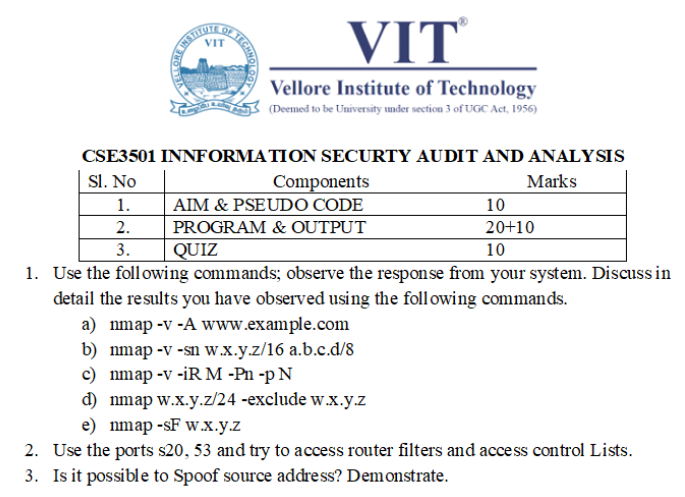 VELLORE INSTITUTE OF TECHNOLOGY
VIT
VIT®
Vellore Institute of Technology
(Deemed to be University under section 3 of UGC Act, 1956)
CSE3501 INNFORMATION SECURTY AUDIT AND ANALYSIS
Sl. No Components Marks
1. AIM & PSEUDO CODE 10
2. PROGRAM & OUTPUT 20+10
3. QUIZ 10
1. Use the following commands; observe the response from your system. Discuss in
detail the results you have observed using the following commands.
a) nmap -v -A www.example.com
b) nmap -v -sn w.x.y.z/16 a.b.c.d/8
c) nmap -v -iR M -Pn -p N
d) nmap w.x.y.z/24 -exclude w.x.y.z
e) nmap -sF w.x.y.z
2. Use the ports s20, 53 and try to access router filters and access control Lists.
3. Is it possible to Spoof source address? Demonstrate.